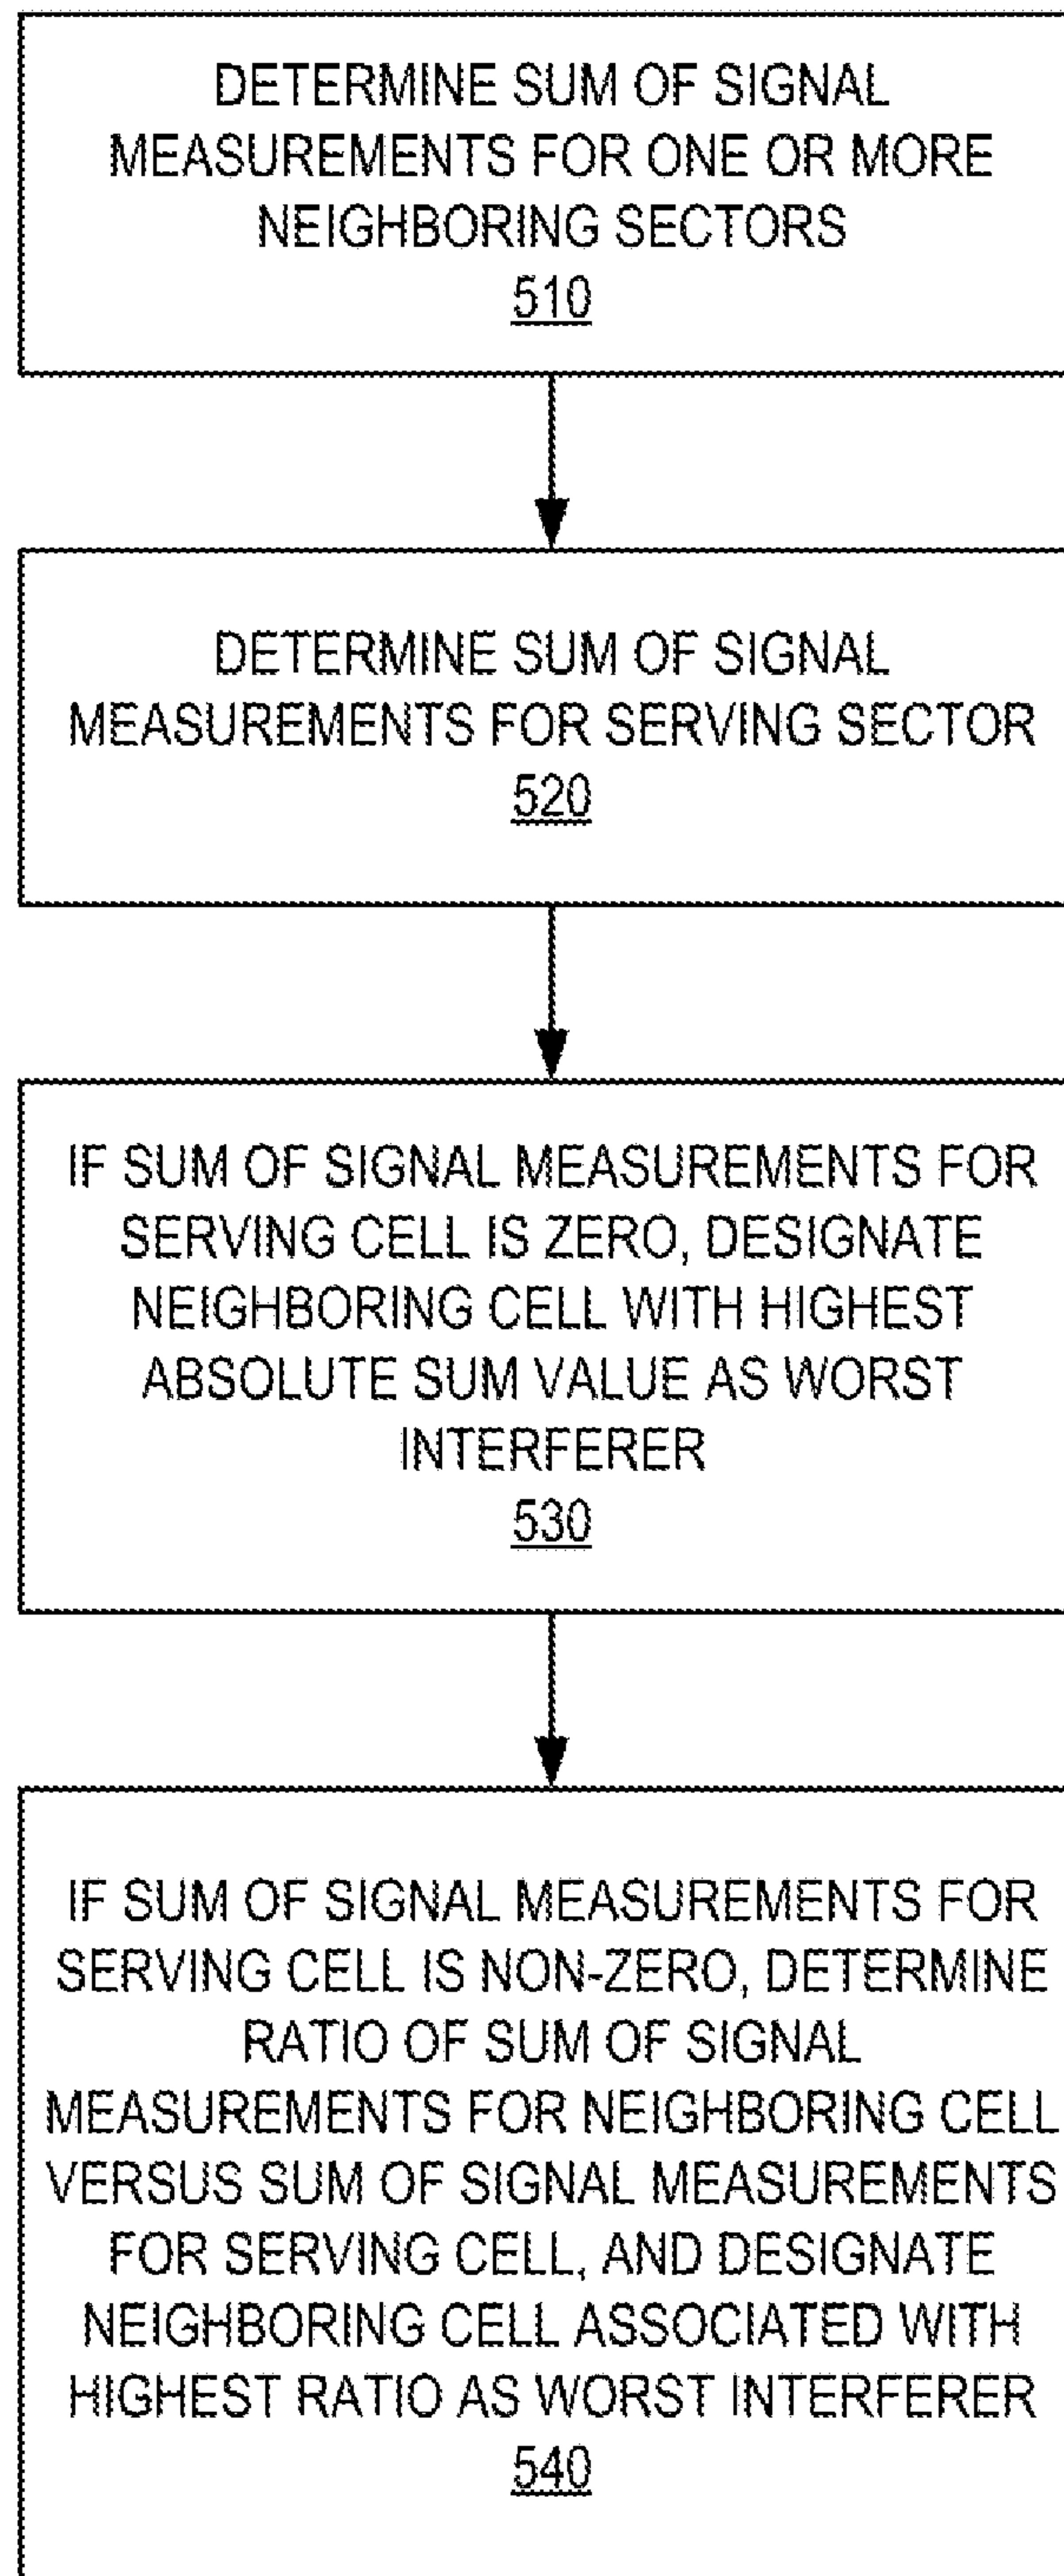 DETERMINE SUM OF SIGNAL
MEASUREMENTS FOR ONE OR MORE
NEIGHBORING SECTORS
510
DETERMINE SUM OF SIGNAL
MEASUREMENTS FOR SERVING SECTOR
520
IF SUM OF SIGNAL MEASUREMENTS FOR
SERVING CELL IS ZERO, DESIGNATE
NEIGHBORING CELL WITH HIGHEST
ABSOLUTE SUM VALUE AS WORST
INTERFERER
530
IF SUM OF SIGNAL MEASUREMENTS FOR
SERVING CELL IS NON-ZERO, DETERMINE
RATIO OF SUM OF SIGNAL
MEASUREMENTS FOR NEIGHBORING CELL
VERSUS SUM OF SIGNAL MEASUREMENTS
FOR SERVING CELL, AND DESIGNATE
NEIGHBORING CELL ASSOCIATED WITH
HIGHEST RATIO AS WORST INTERFERER
540